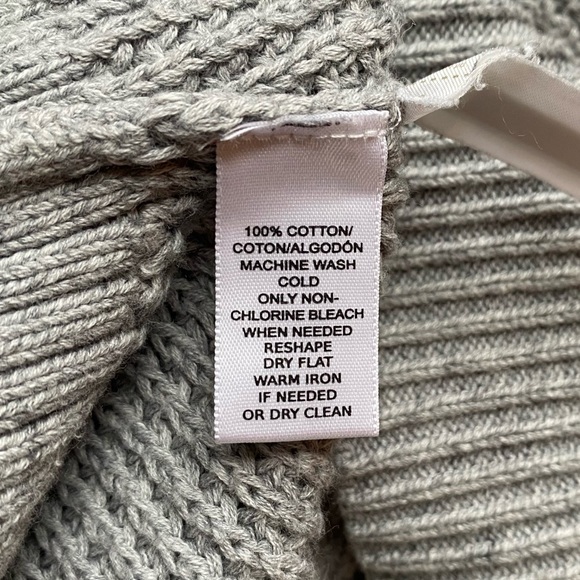 100% COTTON/
COTON/ALGODÓN
MACHINE WASH
COLD
ONLY NON-
CHLORINE BLEACH
WHEN NEEDED
RESHAPE
DRY FLAT
WARM IRON
IF NEEDED
OR DRY CLEAN